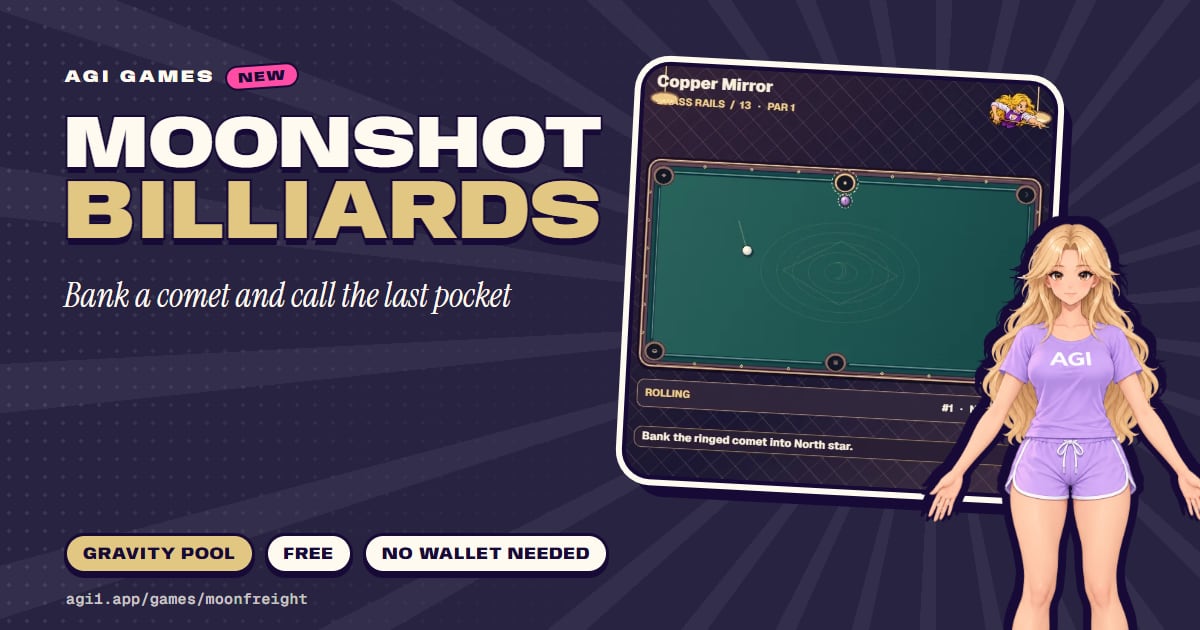 AGI GAMES NEW
MOONSHOT
BILLIARDS
Bank a comet and call the last pocket
GRAVITY POOL
FREE
NO WALLET NEEDED
agi1.app/games/moonfreight
Copper Mirror
RAILS / 13 · PAR 1
ROLLING
#1 ·
Bank the ringed comet into North star.
AGI